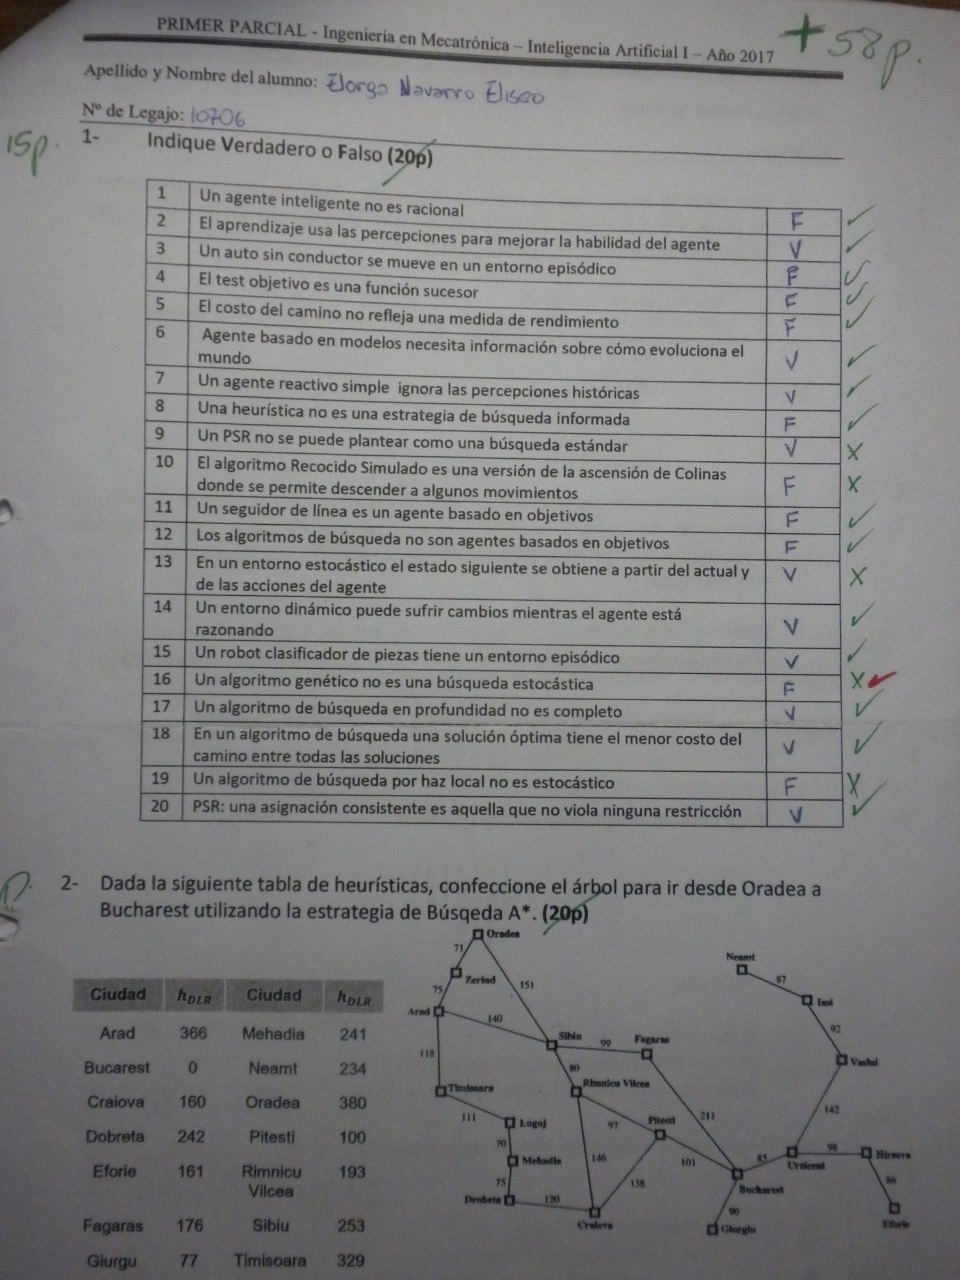 PRIMER PARCIAL - Ingeniería en Mecatrónica – Inteligencia Artificial I – Año 2017
+58p.
Apellido y Nombre del alumno: Elorga Navarro Eliseo
Nº de Legajo: 10706
15p.
1- Indique Verdadero o Falso (20p)
1 Un agente inteligente no es racional F ✓
2 El aprendizaje usa las percepciones para mejorar la habilidad del agente V ✓
3 Un auto sin conductor se mueve en un entorno episódico F ✓
4 El test objetivo es una función sucesor F ✓
5 El costo del camino no refleja una medida de rendimiento F ✓
6 Agente basado en modelos necesita información sobre cómo evoluciona el
mundo V ✓
7 Un agente reactivo simple ignora las percepciones históricas V ✓
8 Una heurística no es una estrategia de búsqueda informada F ✓
9 Un PSR no se puede plantear como una búsqueda estándar V X
10 El algoritmo Recocido Simulado es una versión de la ascensión de Colinas
donde se permite descender a algunos movimientos F X
11 Un seguidor de línea es un agente basado en objetivos F ✓
12 Los algoritmos de búsqueda no son agentes basados en objetivos F ✓
13 En un entorno estocástico el estado siguiente se obtiene a partir del actual y
de las acciones del agente V X
14 Un entorno dinámico puede sufrir cambios mientras el agente está
razonando V ✓
15 Un robot clasificador de piezas tiene un entorno episódico V ✓
16 Un algoritmo genético no es una búsqueda estocástica F X ✓
17 Un algoritmo de búsqueda en profundidad no es completo V ✓
18 En un algoritmo de búsqueda una solución óptima tiene el menor costo del
camino entre todas las soluciones V ✓
19 Un algoritmo de búsqueda por haz local no es estocástico F X
20 PSR: una asignación consistente es aquella que no viola ninguna restricción V ✓
2- Dada la siguiente tabla de heurísticas, confeccione el árbol para ir desde Oradea a
Bucharest utilizando la estrategia de Búsqeda A*. (20p)
Ciudad hDLR Ciudad hDLR
Arad 366 Mehadia 241
Bucarest 0 Neamt 234
Craiova 160 Oradea 380
Dobreta 242 Pitesti 100
Eforie 161 Rimnicu
Vilcea 193
Fagaras 176 Sibiu 253
Giurgu 77 Timisoara 329
Oradea
71
Zerind
151
75
Arad
140
118
Sibiu
99
Fagaras
80
Rimnicu Vilcea
Timisoara
111
Lugoj
97
Pitesti
211
70
Mehadia
146
101
75
138
Drobeta
120
Craiova
Neamt
87
Iasi
92
Vaslui
142
85
Urziceni
98
Hirsova
Bucharest
86
90
Giurgiu
Eforie